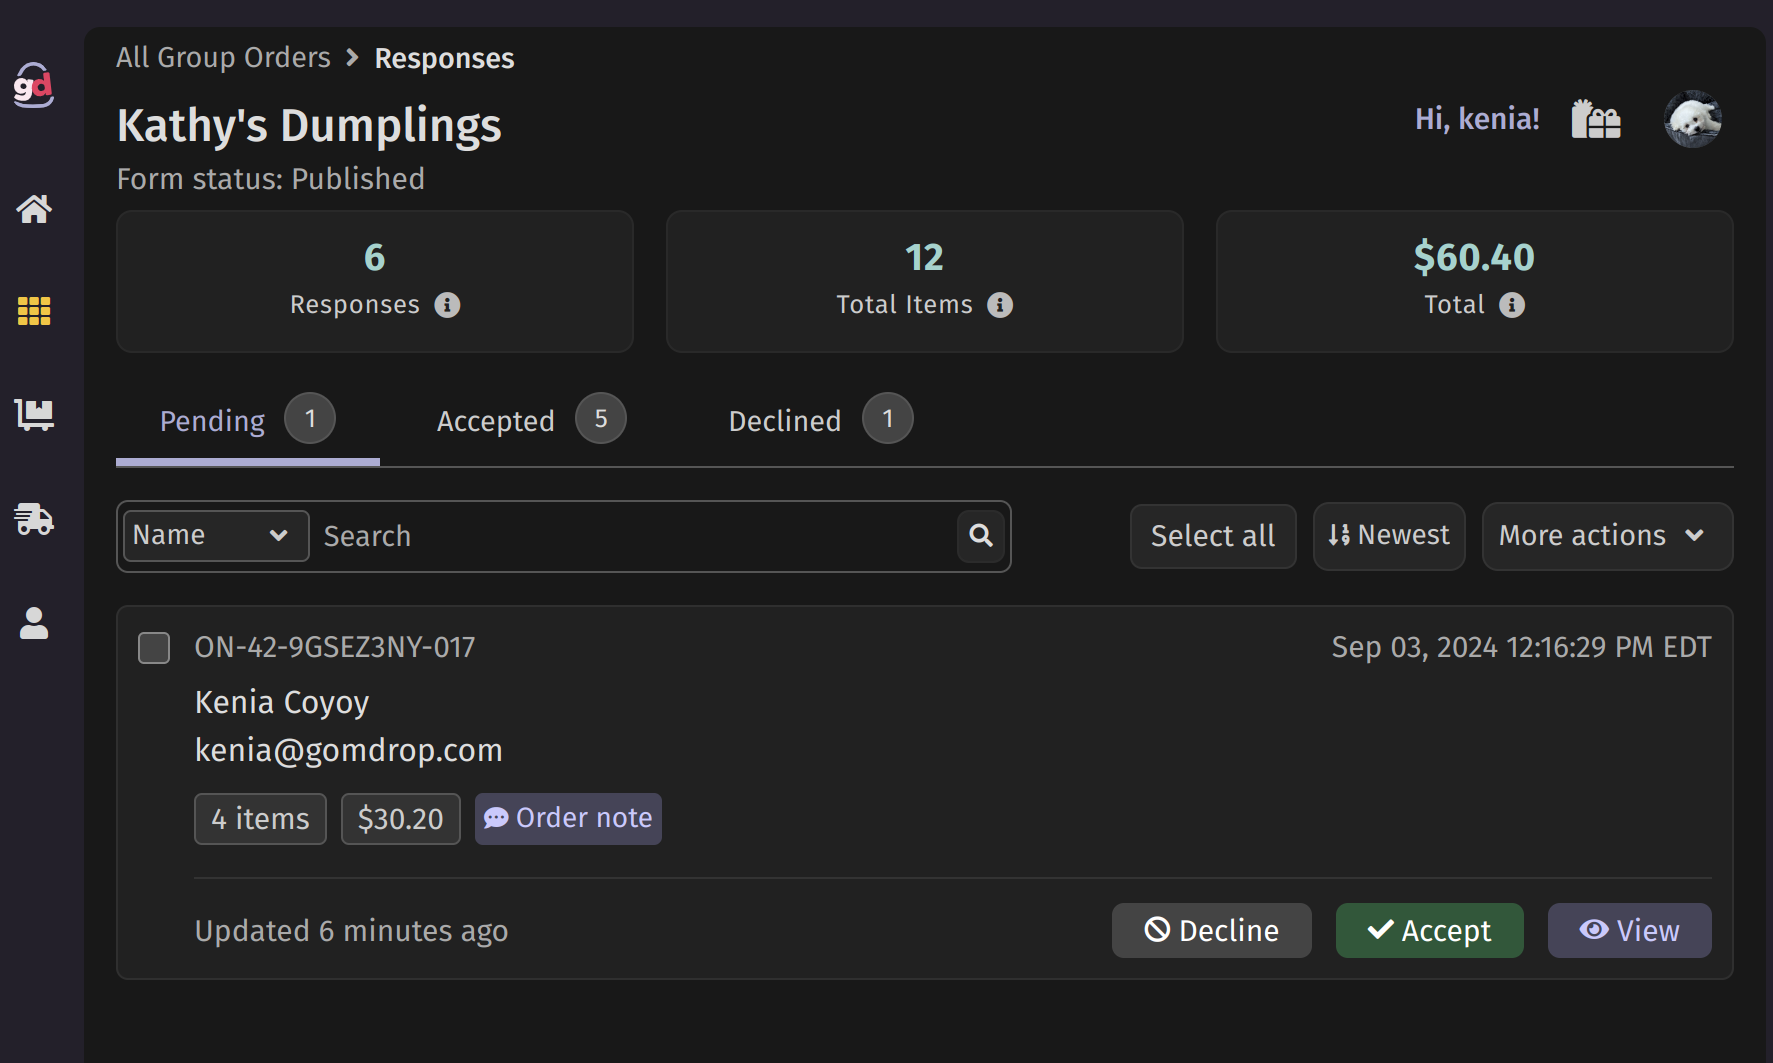 All Group Orders > Responses
gd
Kathy's Dumplings
Hi, kenia!
Form status: Published
6
Responses
12
Total Items
$60.40
Total
Pending 1
Accepted 5
Declined 1
Name
Search
Select all
Newest
More actions
ON-42-9GSEZ3NY-017
Sep 03, 2024 12:16:29 PM EDT
Kenia Coyoy
kenia@gomdrop.com
4 items
$30.20
Order note
Updated 6 minutes ago
Decline
Accept
View